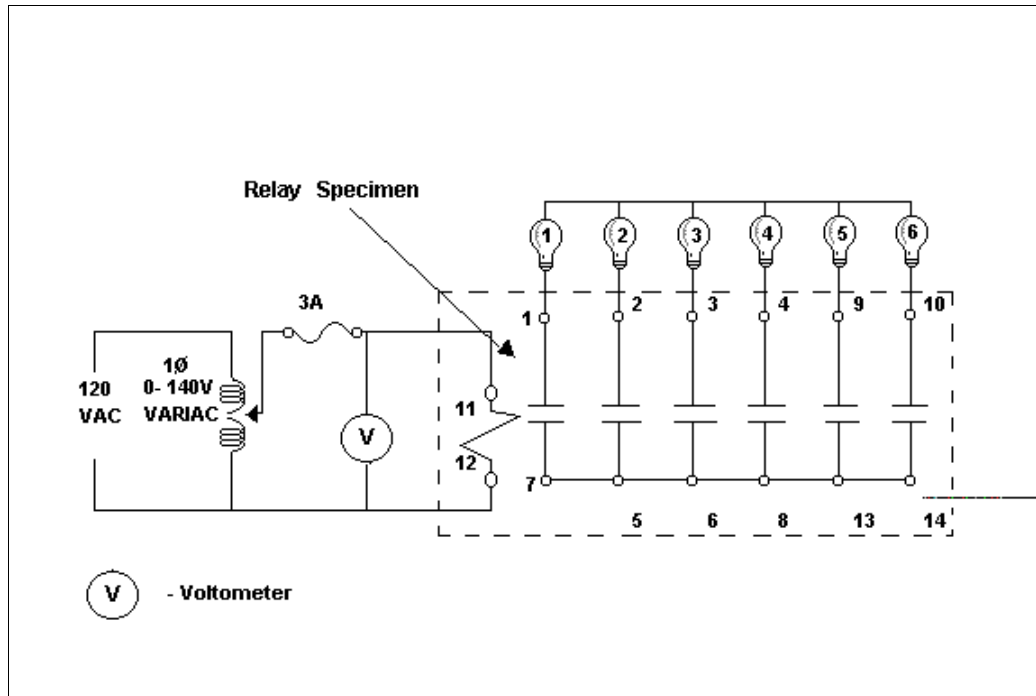 Relay Specimen
1 2 3 4 5 6
3A
1 2 3 4 9 10
1Ø
120 0- 140V
VAC VARIAC
11
V
12
7
5 6 8 13 14
V - Voltometer